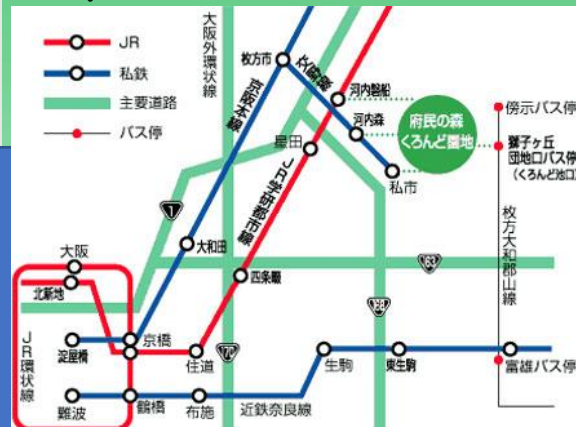 JR
私鉄
主要道路
バス停
大阪外環状線
枚方市
交野線
京阪本線
河内磐船
河内森
府民の森
くろんど園地
傍示バス停
獅子ヶ丘
団地口バス停
(くろんど池口)
星田
私市
JR学研都市線
枚方大和郡山線
1
大和田
大阪
四条畷
163
北新地
168
JR環状線
淀屋橋
京橋
住道
170
生駒
東生駒
富雄バス停
難波
鶴橋
布施
近鉄奈良線